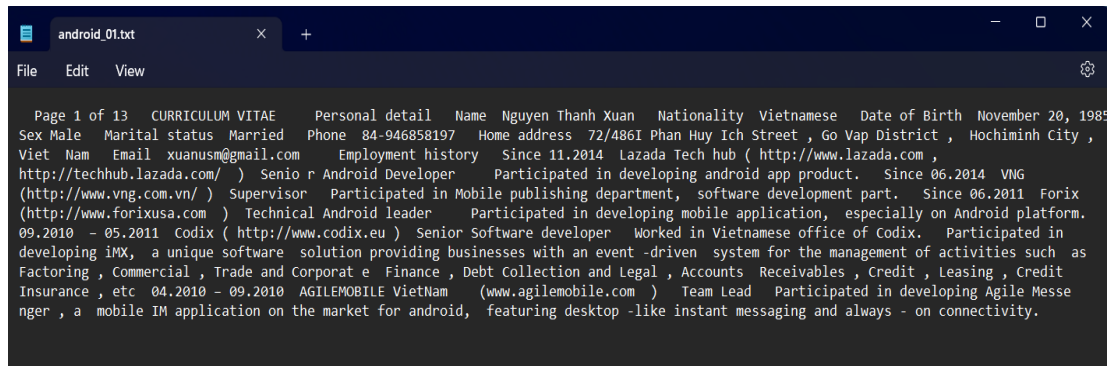 android_01.txt
File Edit View
Page 1 of 13 CURRICULUM VITAE Personal detail Name Nguyen Thanh Xuan Nationality Vietnamese Date of Birth November 20, 1985
Sex Male Marital status Married Phone 84-946858197 Home address 72/486I Phan Huy Ich Street , Go Vap District , Hochiminh City ,
Viet Nam Email xuanusm@gmail.com Employment history Since 11.2014 Lazada Tech hub ( http://www.lazada.com ,
http://techhub.lazada.com/ ) Senio r Android Developer Participated in developing android app product. Since 06.2014 VNG
(http://www.vng.com.vn/ ) Supervisor Participated in Mobile publishing department, software development part. Since 06.2011 Forix
(http://www.forixusa.com ) Technical Android leader Participated in developing mobile application, especially on Android platform.
09.2010 – 05.2011 Codix ( http://www.codix.eu ) Senior Software developer Worked in Vietnamese office of Codix. Participated in
developing iMX, a unique software solution providing businesses with an event -driven system for the management of activities such as
Factoring , Commercial , Trade and Corporat e Finance , Debt Collection and Legal , Accounts Receivables , Credit , Leasing , Credit
Insurance , etc 04.2010 – 09.2010 AGILEMOBILE VietNam (www.agilemobile.com ) Team Lead Participated in developing Agile Messe
nger , a mobile IM application on the market for android, featuring desktop -like instant messaging and always - on connectivity.